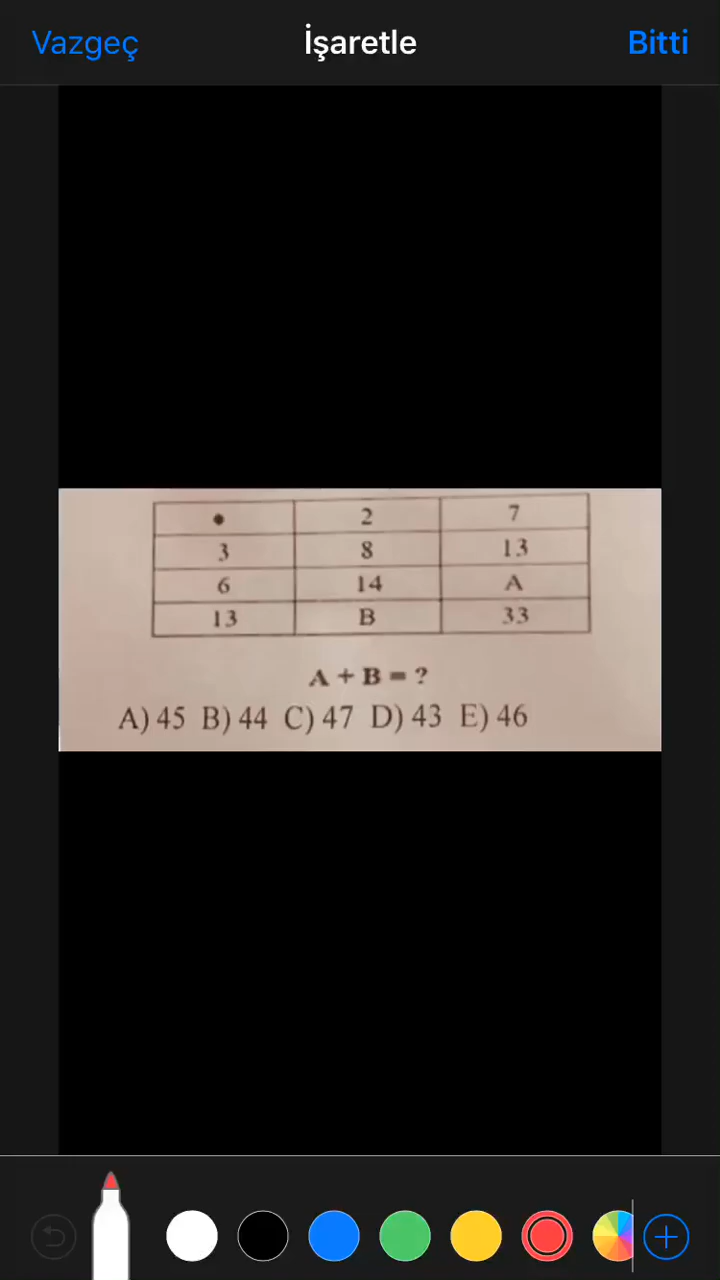 Vazgeç İşaretle Bitti
• 2 7
3 8 13
6 14 A
13 B 33
A + B = ?
A) 45 B) 44 C) 47 D) 43 E) 46